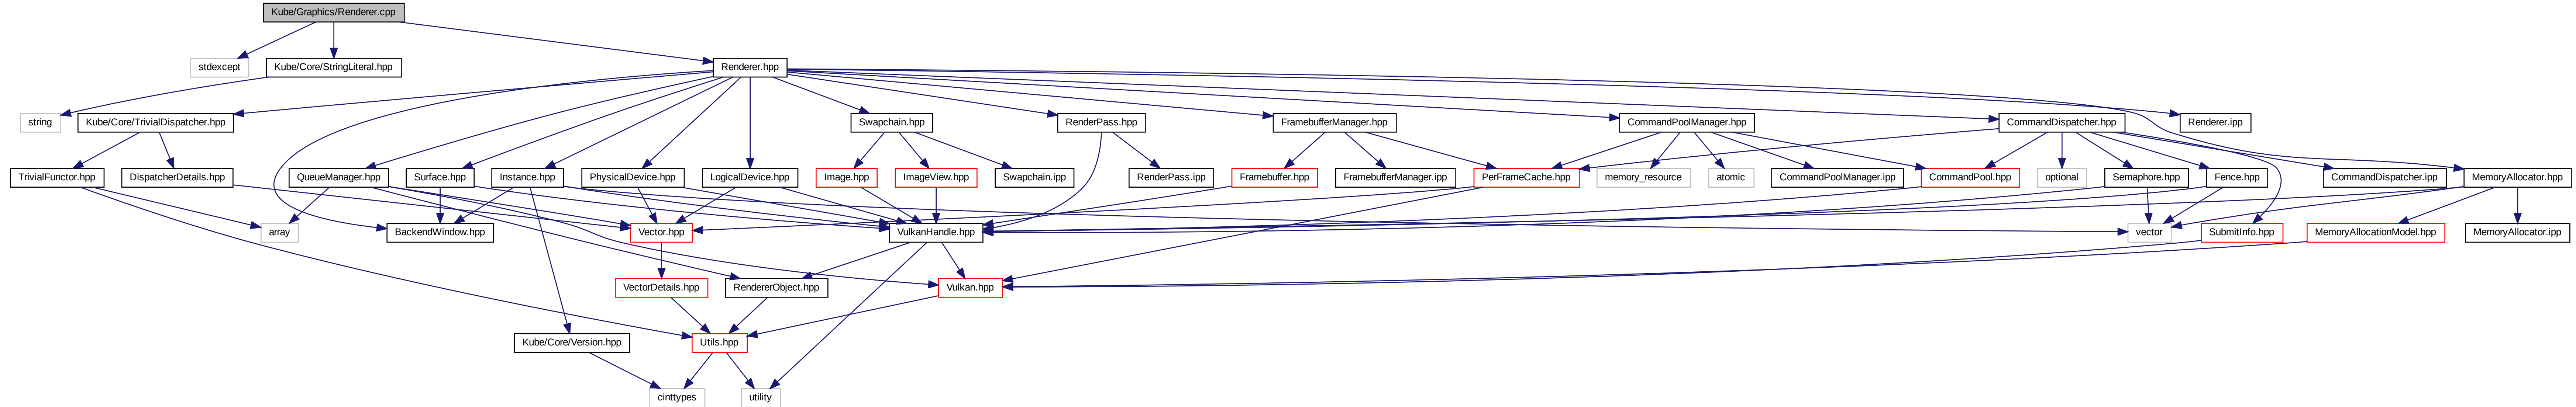 Kube/Graphics/Renderer.cpp
stdexcept
Kube/Core/StringLiteral.hpp
Renderer.hpp
string
Kube/Core/TrivialDispatcher.hpp
Swapchain.hpp
RenderPass.hpp
FramebufferManager.hpp
CommandPoolManager.hpp
CommandDispatcher.hpp
Renderer.ipp
TrivialFunctor.hpp
DispatcherDetails.hpp
QueueManager.hpp
Surface.hpp
Instance.hpp
PhysicalDevice.hpp
LogicalDevice.hpp
Image.hpp
ImageView.hpp
Swapchain.ipp
RenderPass.ipp
Framebuffer.hpp
FramebufferManager.ipp
PerFrameCache.hpp
memory_resource
atomic
CommandPoolManager.ipp
CommandPool.hpp
optional
Semaphore.hpp
Fence.hpp
CommandDispatcher.ipp
MemoryAllocator.hpp
array
BackendWindow.hpp
Vector.hpp
VulkanHandle.hpp
vector
SubmitInfo.hpp
MemoryAllocationModel.hpp
MemoryAllocator.ipp
VectorDetails.hpp
RendererObject.hpp
Vulkan.hpp
Kube/Core/Version.hpp
Utils.hpp
cinttypes
utility